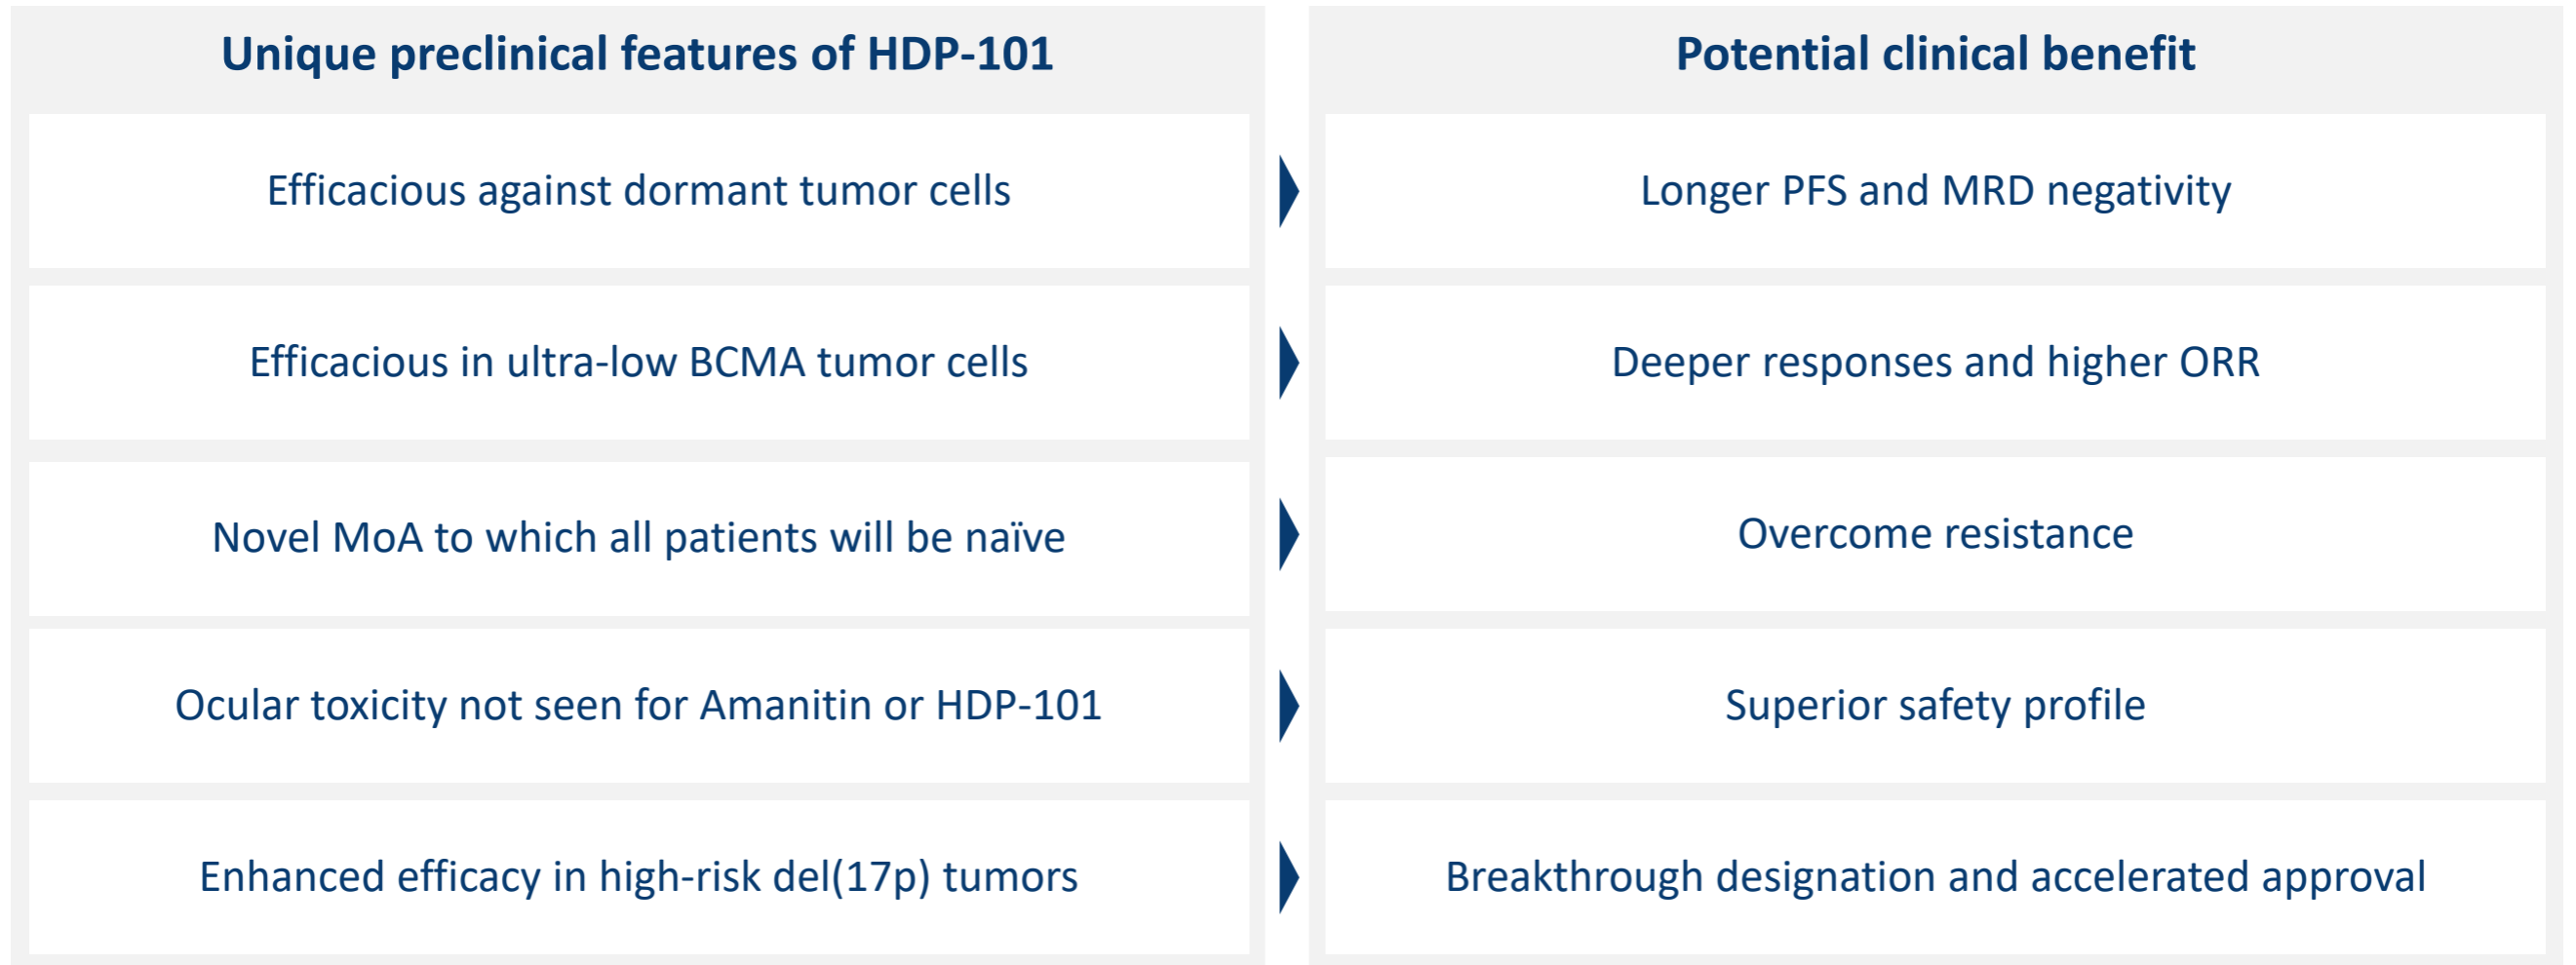 Unique preclinical features of HDP-101
Potential clinical benefit
Efficacious against dormant tumor cells
Longer PFS and MRD negativity
Efficacious in ultra-low BCMA tumor cells
Deeper responses and higher ORR
Novel MoA to which all patients will be naïve
Overcome resistance
Ocular toxicity not seen for Amanitin or HDP-101
Superior safety profile
Enhanced efficacy in high-risk del(17p) tumors
Breakthrough designation and accelerated approval